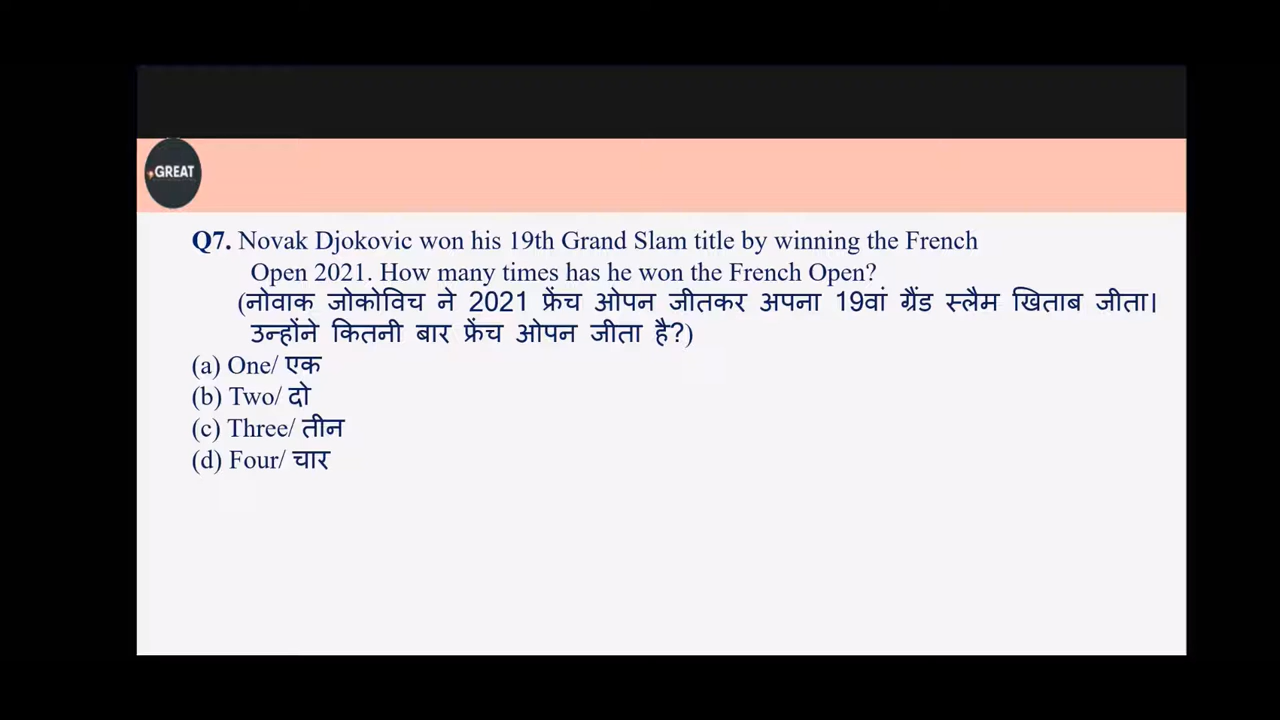 GREAT
Q7. Novak Djokovic won his 19th Grand Slam title by winning the French
Open 2021. How many times has he won the French Open?
(नोवाक जोकोविच ने 2021 फ्रेंच ओपन जीतकर अपना 19वां ग्रैंड स्लैम खिताब जीता।
उन्होंने कितनी बार फ्रेंच ओपन जीता है?)
(a) One/ एक
(b) Two/ दो
(c) Three/ तीन
(d) Four/ चार